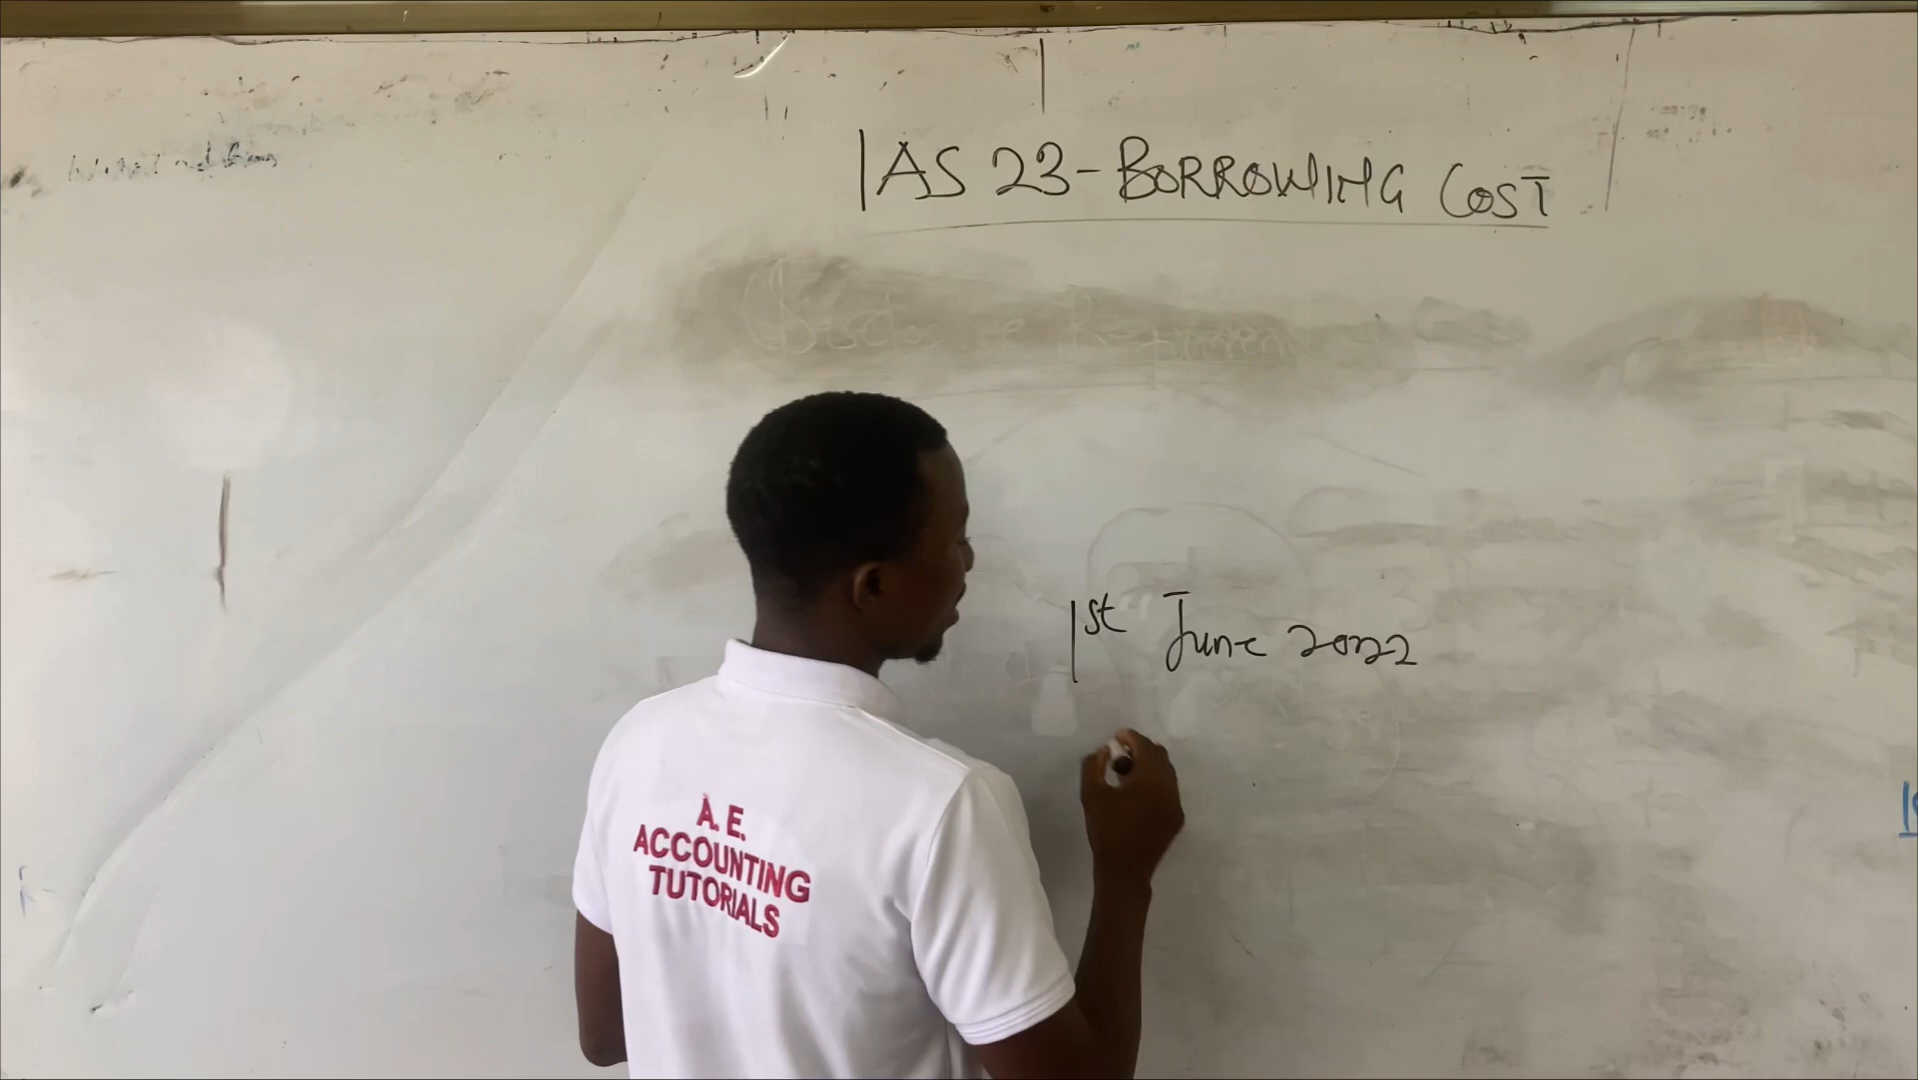 IAS 23-BORROWING COST
1st June 2022
A. E.
ACCOUNTING
TUTORIALS